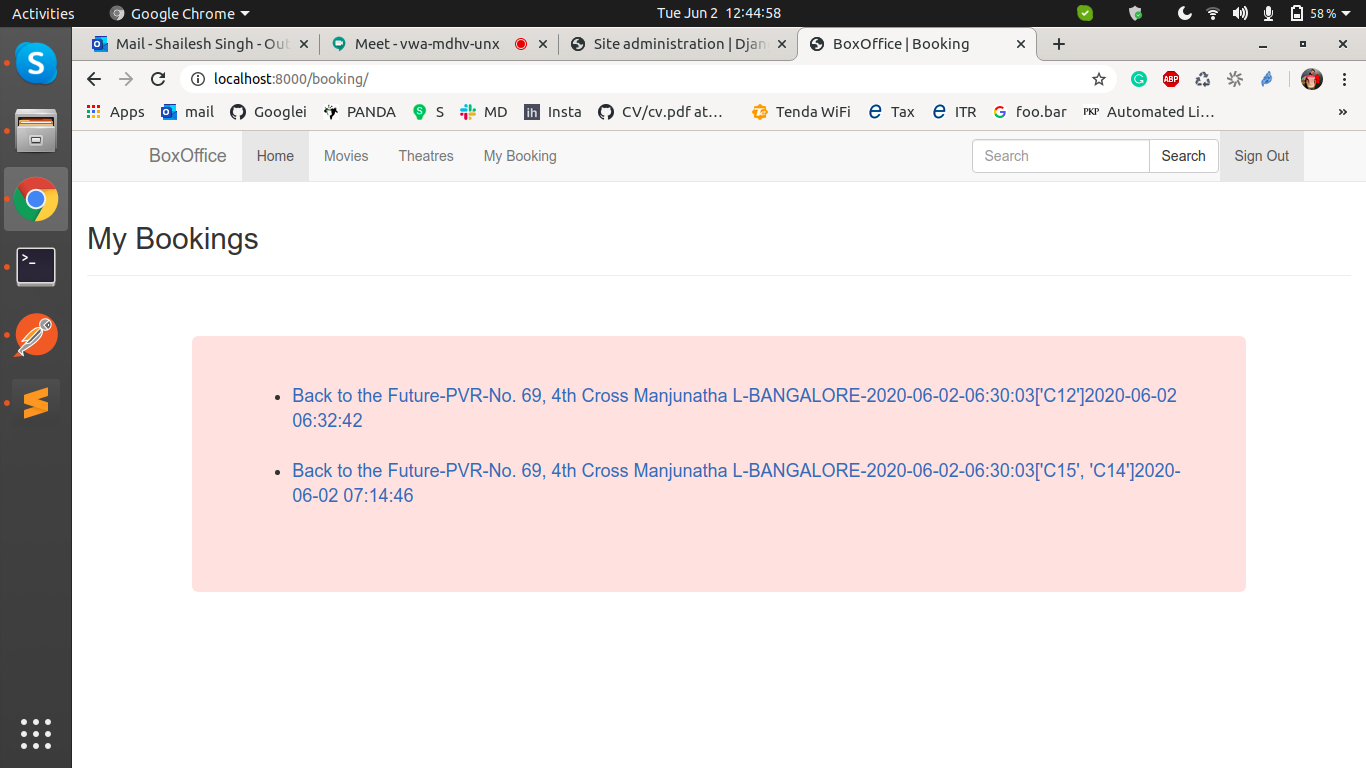 Activities
Google Chrome
Tue Jun 2 12:44:58
58 %
Mail - Shailesh Singh - Out
Meet - vwa-mdhv-unx
Site administration | Djan
BoxOffice | Booking
localhost:8000/booking/
ABP
Apps
mail
Googlei
PANDA
S
MD
ih
Insta
CV/cv.pdf at…
Tenda WiFi
Tax
ITR
foo.bar
PKP
Automated Li…
»
BoxOffice
Home
Movies
Theatres
My Booking
Search
Search
Sign Out
My Bookings
Back to the Future-PVR-No. 69, 4th Cross Manjunatha L-BANGALORE-2020-06-02-06:30:03['C12']2020-06-02
06:32:42
Back to the Future-PVR-No. 69, 4th Cross Manjunatha L-BANGALORE-2020-06-02-06:30:03['C15', 'C14']2020-
06-02 07:14:46